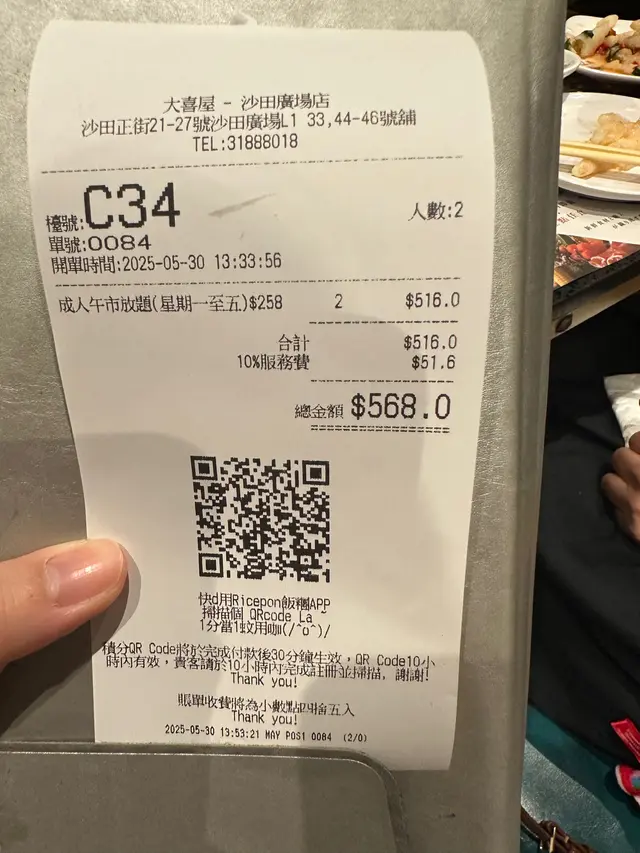 大喜屋 - 沙田廣場店
沙田正街21-27號沙田廣場L1 33,44-46號舖
TEL:31888018
檯號:C34
人數:2
單號:0084
開單時間:2025-05-30 13:33:56
成人午市放題(星期一至五)$258 2 $516.0
合計 $516.0
10%服務費 $51.6
總金額 $568.0
快d用Ricepon飯糰APP
掃描個 QRcode La ~
1分當1蚊用咖(/^o^)/
積分QR Code將於完成付款後30分鐘生效，QR Code10小
時內有效，貴客請於10小時內完成註冊並掃描，謝謝!
Thank you!
賬單收費將為小數點四捨五入
Thank you!
2025-05-30 13:53:21 MAY POS1 0084 (2/0)